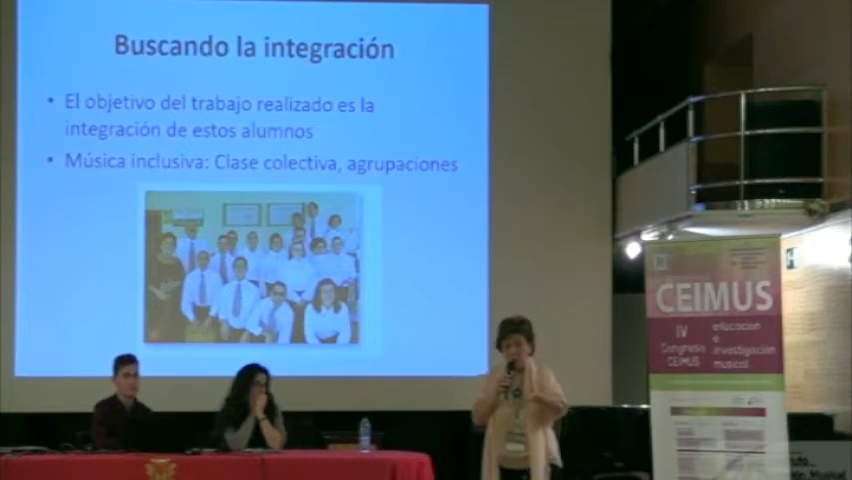 Buscando la integración
• El objetivo del trabajo realizado es la
integración de estos alumnos
• Música inclusiva: Clase colectiva, agrupaciones
CEIMUS
IV
Congreso
CEIMUS
educación
e
investigación
musical